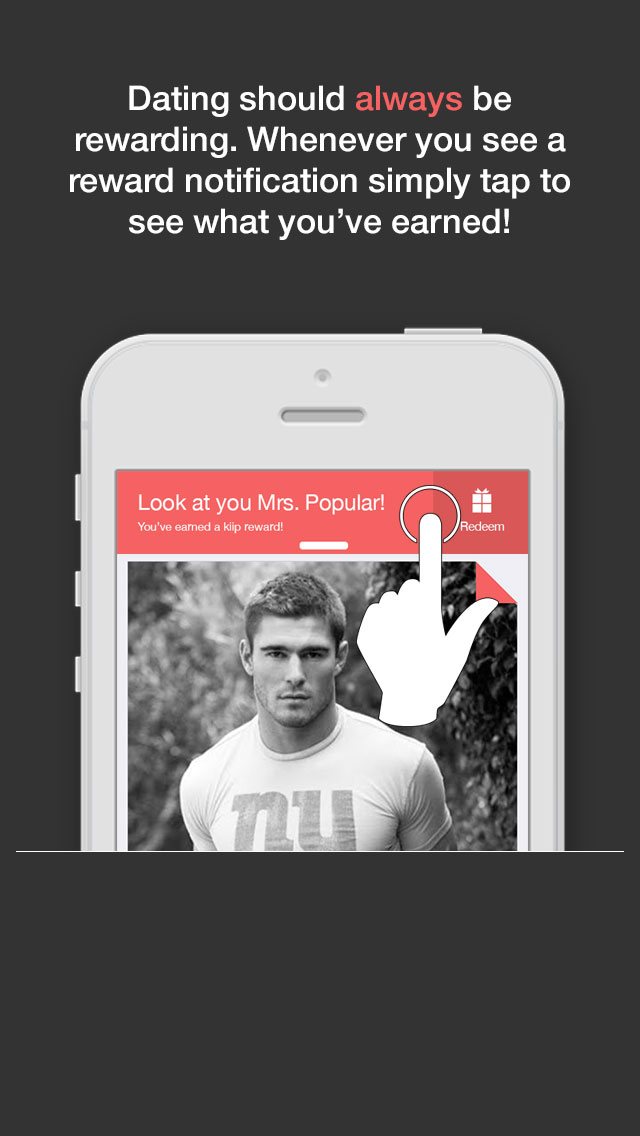 Dating should always be
rewarding. Whenever you see a
reward notification simply tap to
see what you've earned!
Look at you Mrs. Popular!
You've earned a kiip reward!
Redeem
ny